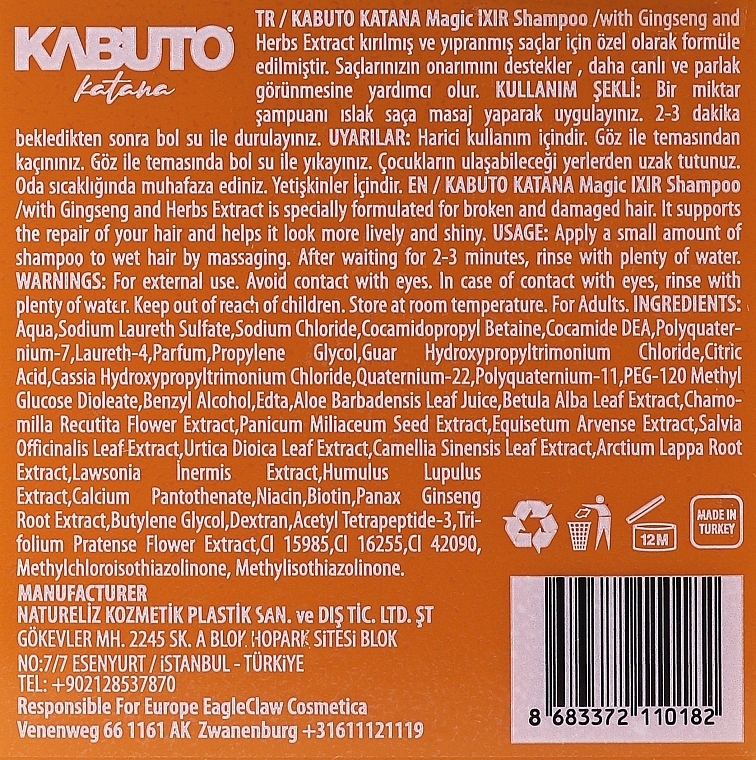 KABUTO
katana
TR / KABUTO KATANA Magic IXIR Shampoo /with Gingseng and
Herbs Extract kırılmış ve yıpranmış saçlar için özel olarak formüle
edilmiştir. Saçlarınızın onarımını destekler , daha canlı ve parlak
görünmesine yardımcı olur. KULLANIM ŞEKLİ: Bir miktar
şampuanı ıslak saça masaj yaparak uygulayınız. 2-3 dakika
bekledikten sonra bol su ile durulayınız. UYARILAR: Harici kullanım içindir. Göz ile temasından
kaçınınız. Göz ile temasında bol su ile yıkayınız. Çocukların ulaşabileceği yerlerden uzak tutunuz.
Oda sıcaklığında muhafaza ediniz. Yetişkinler İçindir. EN / KABUTO KATANA Magic IXIR Shampoo
/with Gingseng and Herbs Extract is specially formulated for broken and damaged hair. It supports
the repair of your hair and helps it look more lively and shiny. USAGE: Apply a small amount of
shampoo to wet hair by massaging. After waiting for 2-3 minutes, rinse with plenty of water.
WARNINGS: For external use. Avoid contact with eyes. In case of contact with eyes, rinse with
plenty of water. Keep out of reach of children. Store at room temperature. For Adults. INGREDIENTS:
Aqua,Sodium Laureth Sulfate,Sodium Chloride,Cocamidopropyl Betaine,Cocamide DEA,Polyquater-
nium-7,Laureth-4,Parfum,Propylene Glycol,Guar Hydroxypropyltrimonium Chloride,Citric
Acid,Cassia Hydroxypropyltrimonium Chloride,Quaternium-22,Polyquaternium-11,PEG-120 Methyl
Glucose Dioleate,Benzyl Alcohol,Edta,Aloe Barbadensis Leaf Juice,Betula Alba Leaf Extract,Chamo-
milla Recutita Flower Extract,Panicum Miliaceum Seed Extract,Equisetum Arvense Extract,Salvia
Officinalis Leaf Extract,Urtica Dioica Leaf Extract,Camellia Sinensis Leaf Extract,Arctium Lappa Root
Extract,Lawsonia İnermis Extract,Humulus Lupulus
Extract,Calcium Pantothenate,Niacin,Biotin,Panax Ginseng
Root Extract,Butylene Glycol,Dextran,Acetyl Tetrapeptide-3,Tri-
folium Pratense Flower Extract,CI 15985,CI 16255,CI 42090,
Methylchloroisothiazolinone, Methylisothiazolinone.
12M
MADE IN
TURKEY
MANUFACTURER
NATURELİZ KOZMETİK PLASTİK SAN. ve DIŞ TİC. LTD. ŞT
GÖKEVLER MH. 2245 SK. A BLOK HOPARK SiTESi BLOK
NO:7/7 ESENYURT / iSTANBUL - TÜRKiYE
TEL: +902128537870
Responsible For Europe EagleClaw Cosmetica
Venenweg 66 1161 AK Zwanenburg +31611121119
8 683372 110182